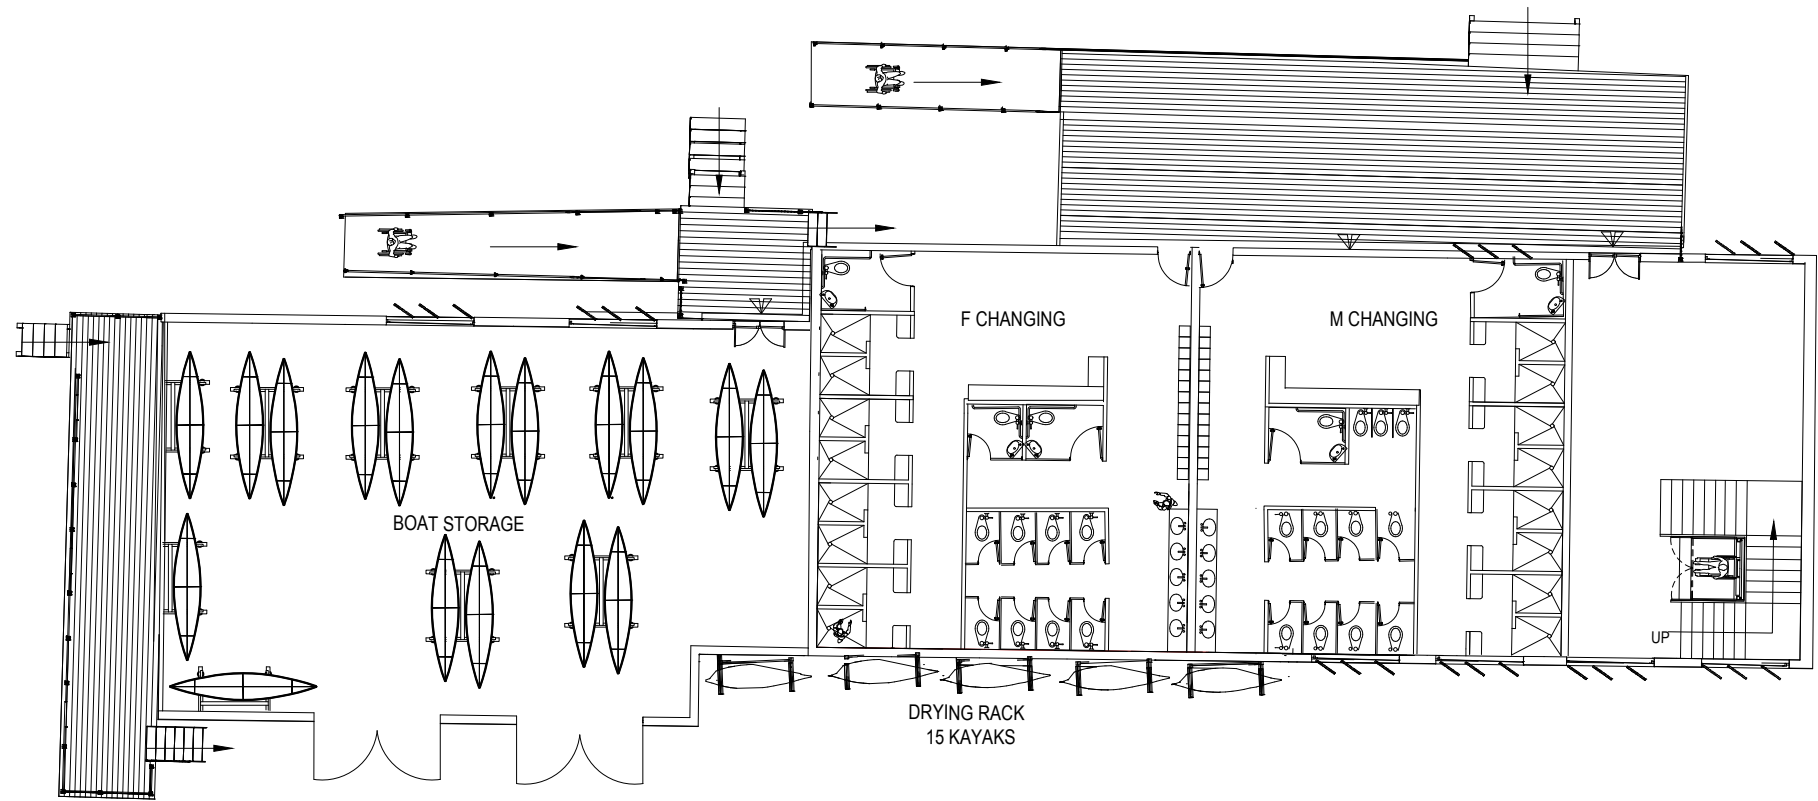 F CHANGING
M CHANGING
BOAT STORAGE
UP
DRYING RACK
15 KAYAKS